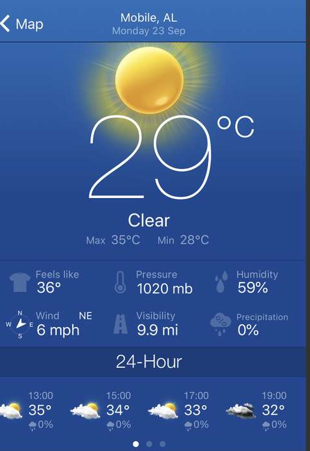 Map
Mobile, AL
Monday 23 Sep
29°C
Clear
Max 35°C Min 28°C
Feels like
36°
Pressure
1020 mb
Humidity
59%
N
W E
S
Wind NE
6 mph
Visibility
9.9 mi
Precipitation
0%
24-Hour
13:00 15:00 17:00 19:00
35° 34° 33° 32°
0% 0% 0% 0%